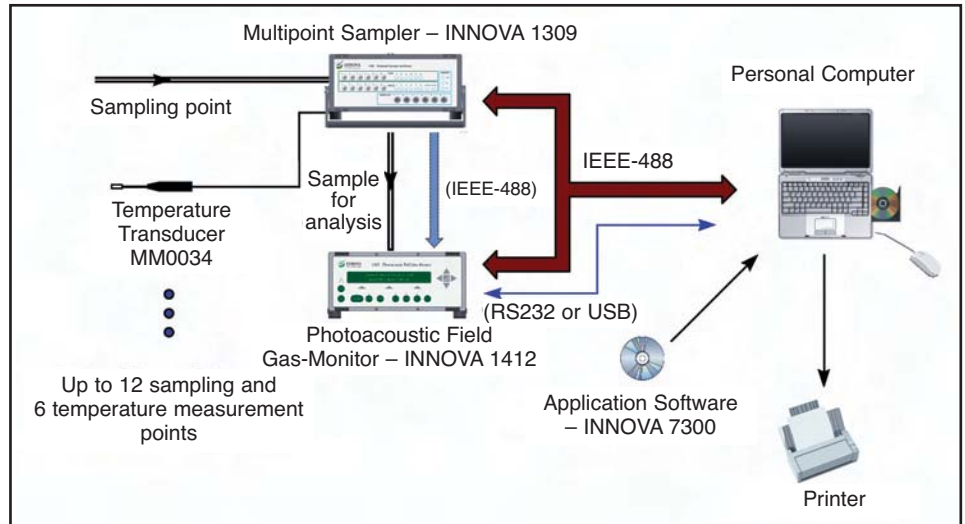 Multipoint Sampler – INNOVA 1309
Sampling point
Personal Computer
IEEE-488
Sample
for
analysis
(IEEE-488)
Temperature
Transducer
MM0034
(RS232 or USB)
Photoacoustic Field
Gas-Monitor – INNOVA 1412
Up to 12 sampling and
6 temperature measurement
points
Application Software
– INNOVA 7300
Printer